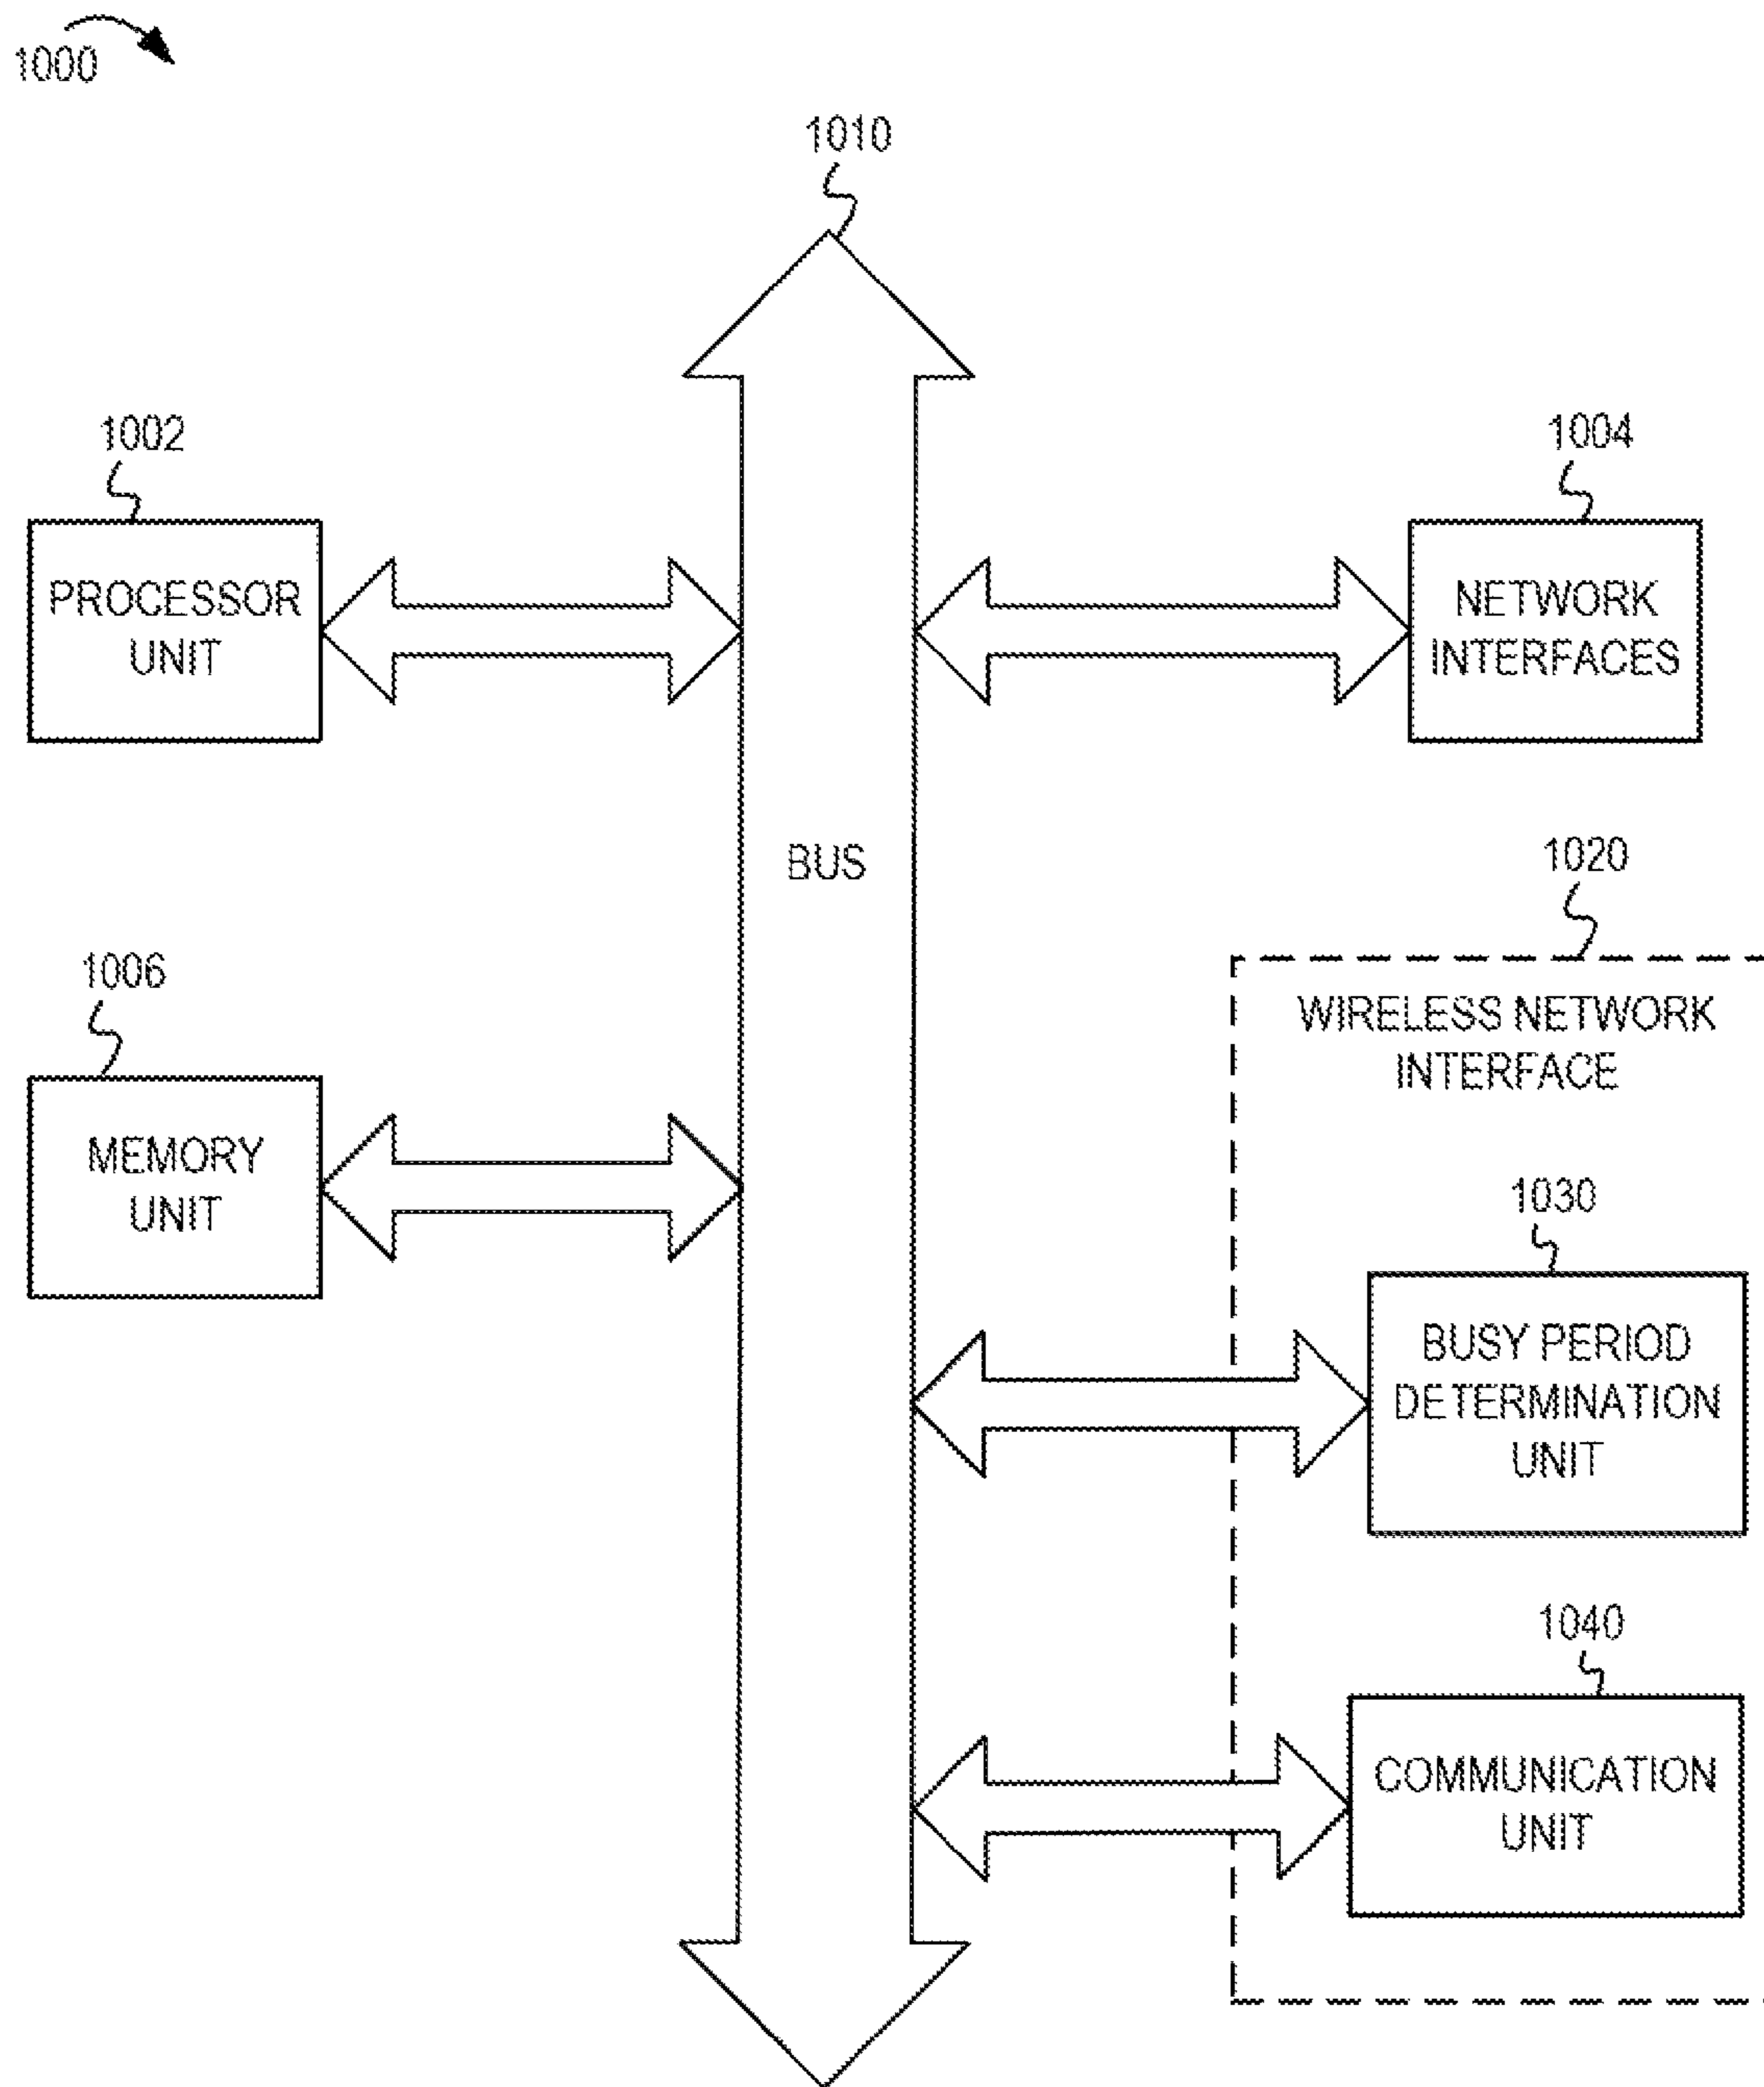 1000
1010
1002
1004
PROCESSOR
UNIT
NETWORK
INTERFACES
BUS
1020
1006
WIRELESS NETWORK
INTERFACE
MEMORY
UNIT
1030
BUSY PERIOD
DETERMINATION
UNIT
1040
COMMUNICATION
UNIT